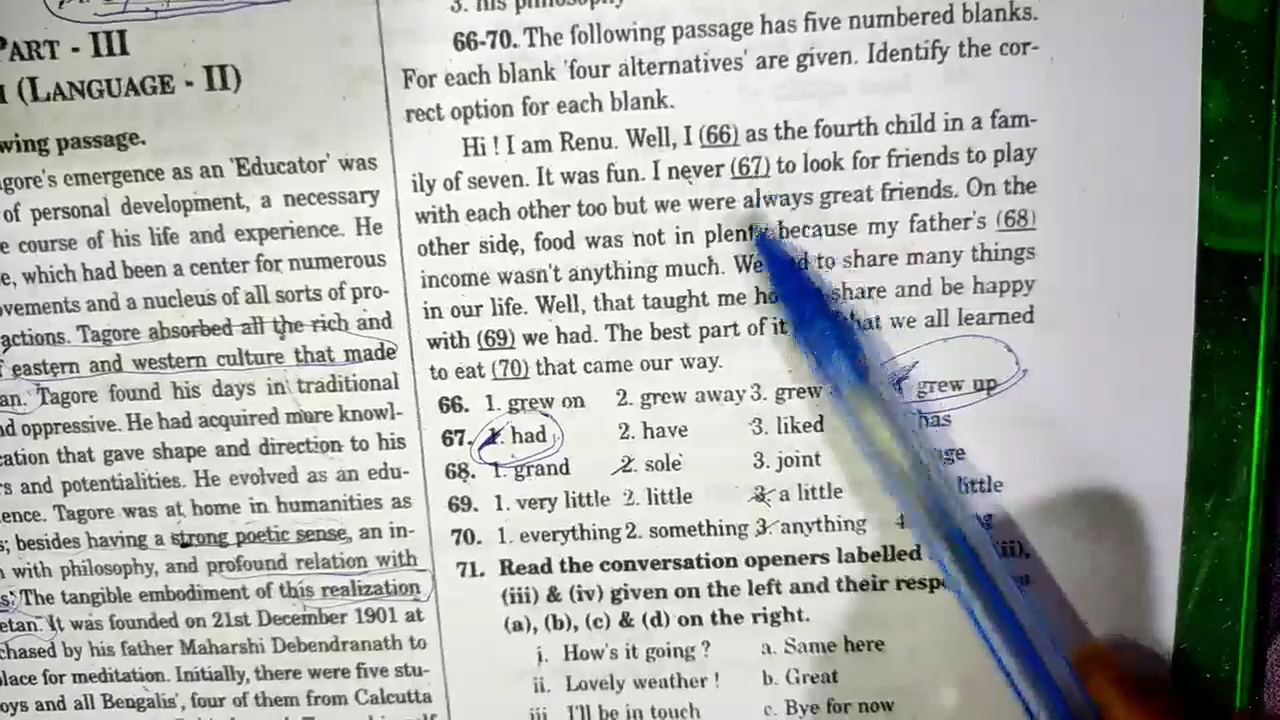 3. his philosophy
PART - III
(LANGUAGE - II)
wing passage.
gore's emergence as an 'Educator' was
of personal development, a necessary
e course of his life and experience. He
e, which had been a center for numerous
vements and a nucleus of all sorts of pro-
actions. Tagore absorbed all the rich and
f eastern and western culture that made
an. Tagore found his days in traditional
nd oppressive. He had acquired more knowl-
cation that gave shape and direction to his
rs and potentialities. He evolved as an edu-
ence. Tagore was at home in humanities as
s; besides having a strong poetic sense, an in-
n with philosophy, and profound relation with
s. The tangible embodiment of this realization
etan. It was founded on 21st December 1901 at
chased by his father Maharshi Debendranath to
lace for meditation. Initially, there were five stu-
oys and all Bengalis', four of them from Calcutta
66-70. The following passage has five numbered blanks.
For each blank 'four alternatives' are given. Identify the cor-
rect option for each blank.
Hi ! I am Renu. Well, I (66) as the fourth child in a fam-
ily of seven. It was fun. I never (67) to look for friends to play
with each other too but we were always great friends. On the
other side, food was not in plenty because my father's (68)
income wasn't anything much. We to share many things
in our life. Well, that taught me share and be happy
with (69) we had. The best part of it we all learned
to eat (70) that came our way.
66. 1. grew on 2. grew away 3. grew grew up
67. 1. had 2. have 3. liked has
68. 1. grand 2. sole 3. joint
69. 1. very little 2. little 3. a little little
70. 1. everything 2. something 3. anything 4
71. Read the conversation openers labelled ii),
(iii) & (iv) given on the left and their
(a), (b), (c) & (d) on the right.
i. How's it going ? a. Same here
ii. Lovely weather ! b. Great
iii I'll be in touch c. Bye for now